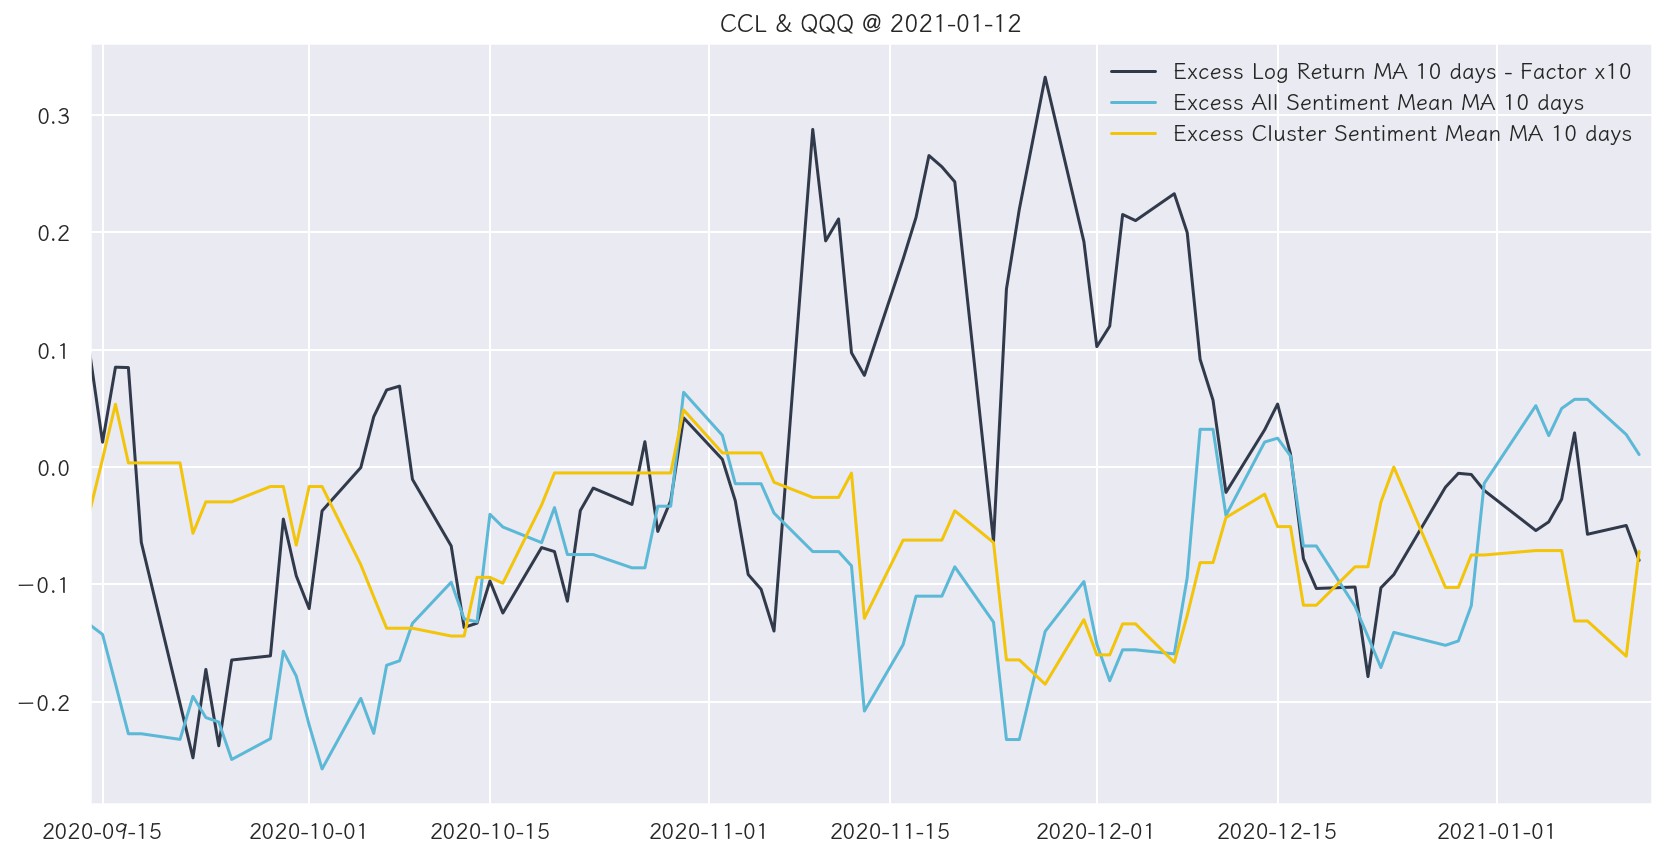 CCL & QQQ @ 2021-01-12
Excess Log Return MA 10 days - Factor x10
Excess All Sentiment Mean MA 10 days
Excess Cluster Sentiment Mean MA 10 days
0.3
0.2
0.1
0.0
−0.1
−0.2
2020-09-15 2020-10-01 2020-10-15 2020-11-01 2020-11-15 2020-12-01 2020-12-15 2021-01-01